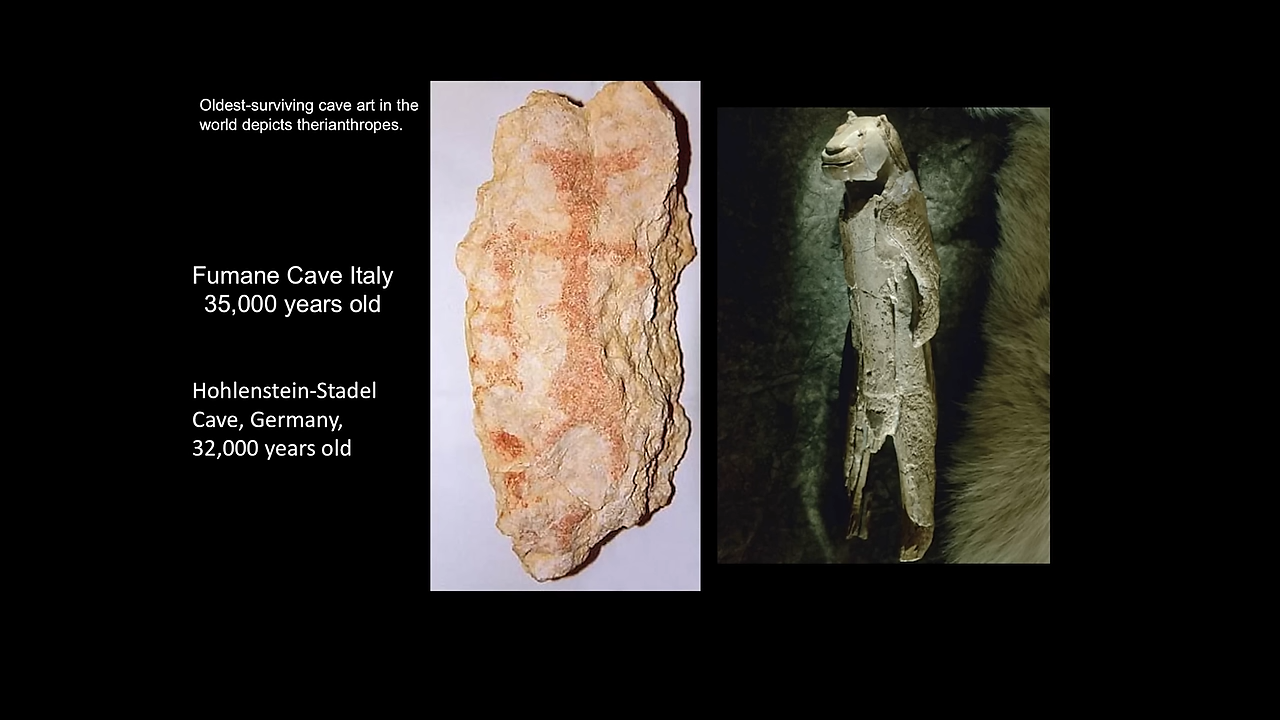 Oldest-surviving cave art in the
world depicts therianthropes.
Fumane Cave Italy
35,000 years old
Hohlenstein-Stadel
Cave, Germany,
32,000 years old